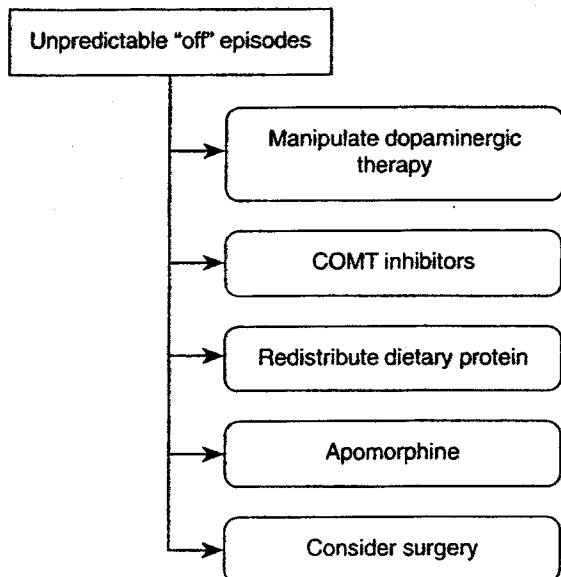 Unpredictable “off” episodes
Manipulate dopaminergic
therapy
COMT inhibitors
Redistribute dietary protein
Apomorphine
Consider surgery